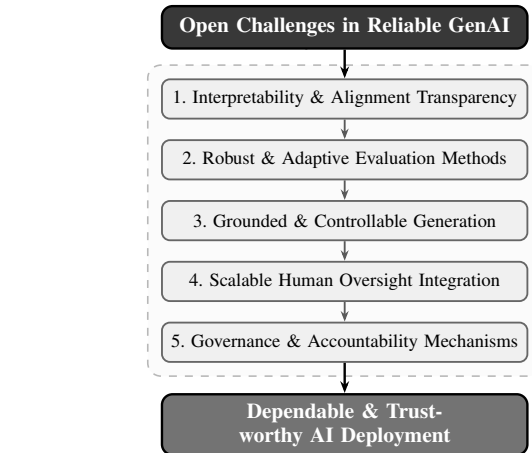 Open Challenges in Reliable GenAI
1. Interpretability & Alignment Transparency
2. Robust & Adaptive Evaluation Methods
3. Grounded & Controllable Generation
4. Scalable Human Oversight Integration
5. Governance & Accountability Mechanisms
Dependable & Trust-
worthy AI Deployment